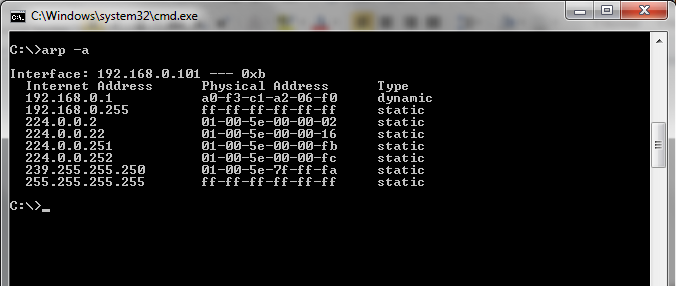 C:\Windows\system32\cmd.exe
C:\>arp -a
Interface: 192.168.0.101 --- 0xb
Internet Address Physical Address Type
192.168.0.1 a0-f3-c1-a2-06-f0 dynamic
192.168.0.255 ff-ff-ff-ff-ff-ff static
224.0.0.2 01-00-5e-00-00-02 static
224.0.0.22 01-00-5e-00-00-16 static
224.0.0.251 01-00-5e-00-00-fb static
224.0.0.252 01-00-5e-00-00-fc static
239.255.255.250 01-00-5e-7f-ff-fa static
255.255.255.255 ff-ff-ff-ff-ff-ff static
C:\>_